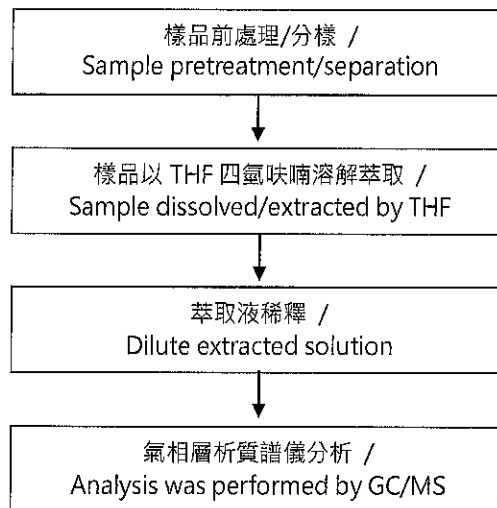 樣品前處理/分樣 /
Sample pretreatment/separation
樣品以 THF 四氫呋喃溶解萃取 /
Sample dissolved/extracted by THF
萃取液稀釋 /
Dilute extracted solution
氣相層析質譜儀分析 /
Analysis was performed by GC/MS